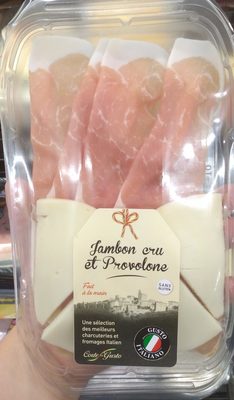 Jambon cru
et Provolone
Fait
à la main
SANS
GLUTEN
Une sélection
des meilleurs
charcuteries et
fromages Italien
Conte Gusto
GUSTO
ITALIANO